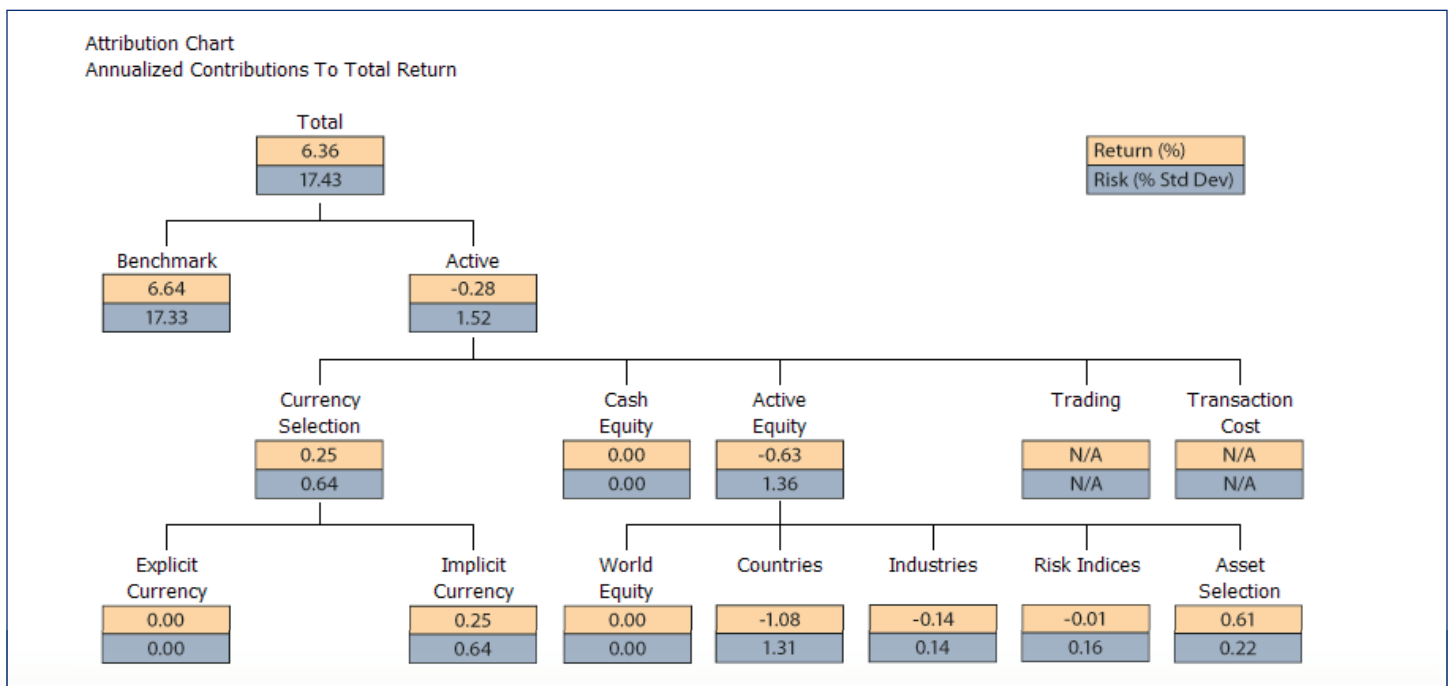 Attribution Chart
Annualized Contributions To Total Return
Total
6.36
17.43
Return (%)
Risk (% Std Dev)
Benchmark
6.64
17.33
Active
-0.28
1.52
Currency
Selection
0.25
0.64
Cash
Equity
0.00
0.00
Active
Equity
-0.63
1.36
Trading
N/A
N/A
Transaction
Cost
N/A
N/A
Explicit
Currency
0.00
0.00
Implicit
Currency
0.25
0.64
World
Equity
0.00
0.00
Countries
-1.08
1.31
Industries
-0.14
0.14
Risk Indices
-0.01
0.16
Asset
Selection
0.61
0.22